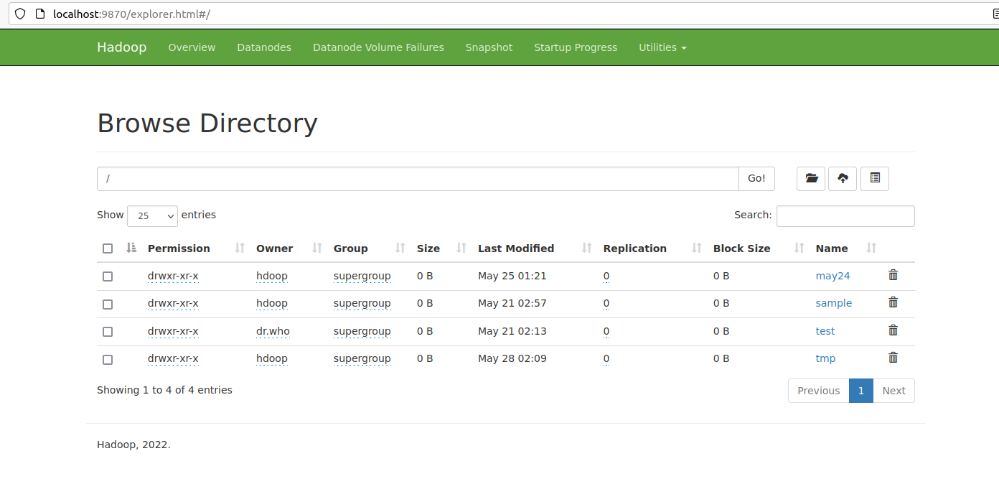 localhost:9870/explorer.html#/
Hadoop Overview Datanodes Datanode Volume Failures Snapshot Startup Progress Utilities
Browse Directory
/ Go!
Show 25 entries Search:
Permission Owner Group Size Last Modified Replication Block Size Name
drwxr-xr-x hdoop supergroup 0 B May 25 01:21 0 0 B may24
drwxr-xr-x hdoop supergroup 0 B May 21 02:57 0 0 B sample
drwxr-xr-x dr.who supergroup 0 B May 21 02:13 0 0 B test
drwxr-xr-x hdoop supergroup 0 B May 28 02:09 0 0 B tmp
Showing 1 to 4 of 4 entries Previous 1 Next
Hadoop, 2022.